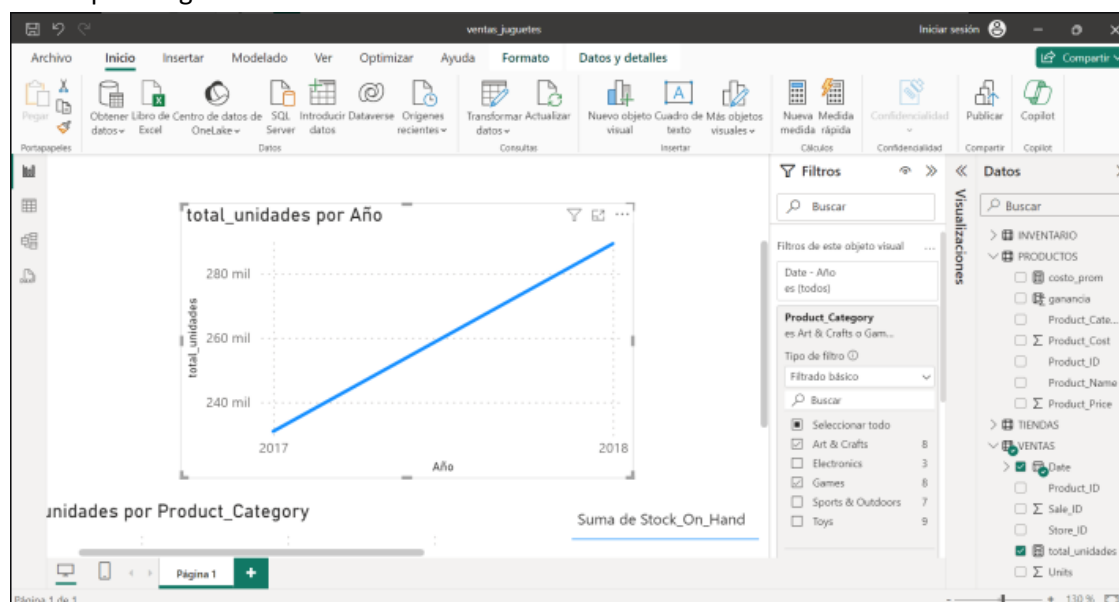 ventas_juguetes
Iniciar sesión
Archivo Inicio Insertar Modelado Ver Optimizar Ayuda Formato Datos y detalles
Compartir
Pegar
Obtener datos
Libro de Excel
Centro de datos de OneLake
SQL Server
Introducir datos
Dataverse
Orígenes recientes
Transformar datos
Actualizar
Nuevo objeto visual
Cuadro de texto
Más objetos visuales
Nueva medida
Medida rápida
Confidencialidad
Publicar
Copilot
Portapapeles Datos Consultas Insertar Cálculos Confidencialidad Compartir Copilot
total_unidades por Año
280 mil
260 mil
240 mil
total_unidades
2017 2018
Año
unidades por Product_Category
Suma de Stock_On_Hand
Filtros
Buscar
Filtros de este objeto visual
Date - Año
es (todos)
Product_Category
es Art & Crafts o Gam...
Tipo de filtro
Filtrado básico
Buscar
Seleccionar todo
Art & Crafts 8
Electronics 3
Games 8
Sports & Outdoors 7
Toys 9
Visualizaciones
Datos
Buscar
INVENTARIO
PRODUCTOS
costo_prom
ganancia
Product_Cate...
Product_Cost
Product_ID
Product_Name
Product_Price
TIENDAS
VENTAS
Date
Product_ID
Sale_ID
Store_ID
total_unidades
Units
Página 1
Página 1 de 1
130 %